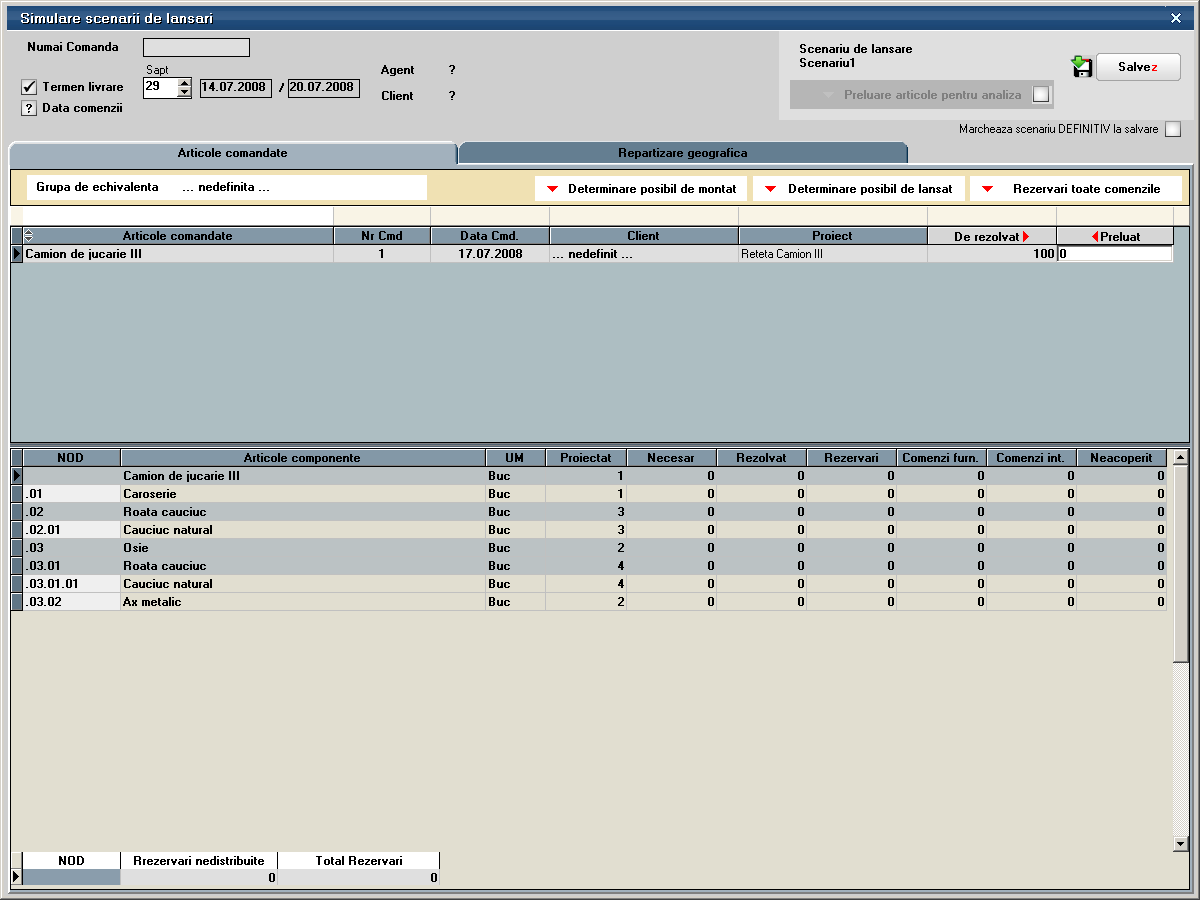 Simulare scenarii de lansari
Numai Comanda
Sapt
Termen livrare 29 14.07.2008 / 20.07.2008
? Data comenzii
Agent ?
Client ?
Scenariu de lansare
Scenariu1
Salvez
Preluare articole pentru analiza
Marcheaza scenariu DEFINITIV la salvare
Articole comandate Repartizare geografica
Grupa de echivalenta ... nedefinita ... Determinare posibil de montat Determinare posibil de lansat Rezervari toate comenzile
Articole comandate Nr Cmd Data Cmd. Client Proiect De rezolvat Preluat
Camion de jucarie III 1 17.07.2008 ... nedefinit ... Reteta Camion III 100 0
NOD Articole componente UM Proiectat Necesar Rezolvat Rezervari Comenzi furn. Comenzi int. Neacoperit
Camion de jucarie III Buc 1 0 0 0 0 0 0
.01 Caroserie Buc 1 0 0 0 0 0 0
.02 Roata cauciuc Buc 3 0 0 0 0 0 0
.02.01 Cauciuc natural Buc 3 0 0 0 0 0 0
.03 Osie Buc 2 0 0 0 0 0 0
.03.01 Roata cauciuc Buc 4 0 0 0 0 0 0
.03.01.01 Cauciuc natural Buc 4 0 0 0 0 0 0
.03.02 Ax metalic Buc 2 0 0 0 0 0 0
NOD Rrezervari nedistribuite Total Rezervari
0 0